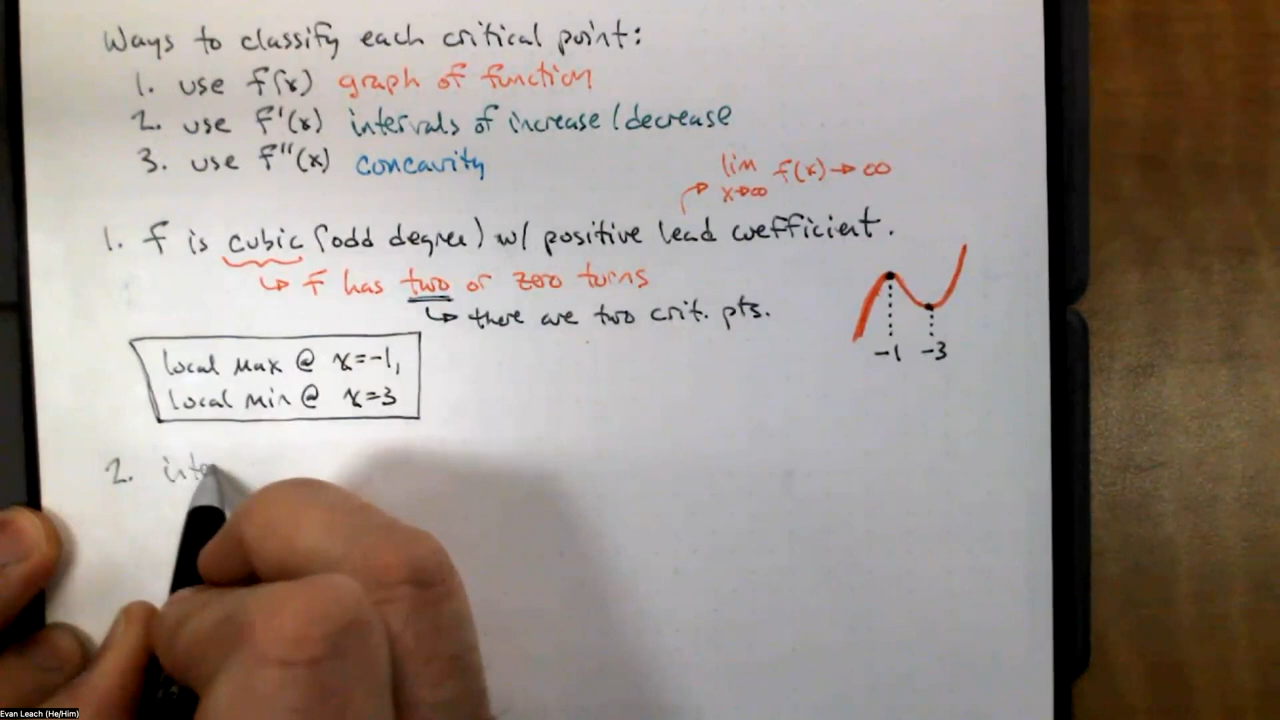 Ways to classify each critical point:
1. use f(x) graph of function
2. use f'(x) intervals of increase/decrease
3. use f"(x) concavity
lim f(x) → ∞
x→∞
1. f is cubic (odd degree) w/ positive lead coefficient.
↳ f has two or zero turns
↳ there are two crit. pts.
-1 -3
local max @ x=-1,
local min @ x=3
2. inte
Evan Leach (He/Him)